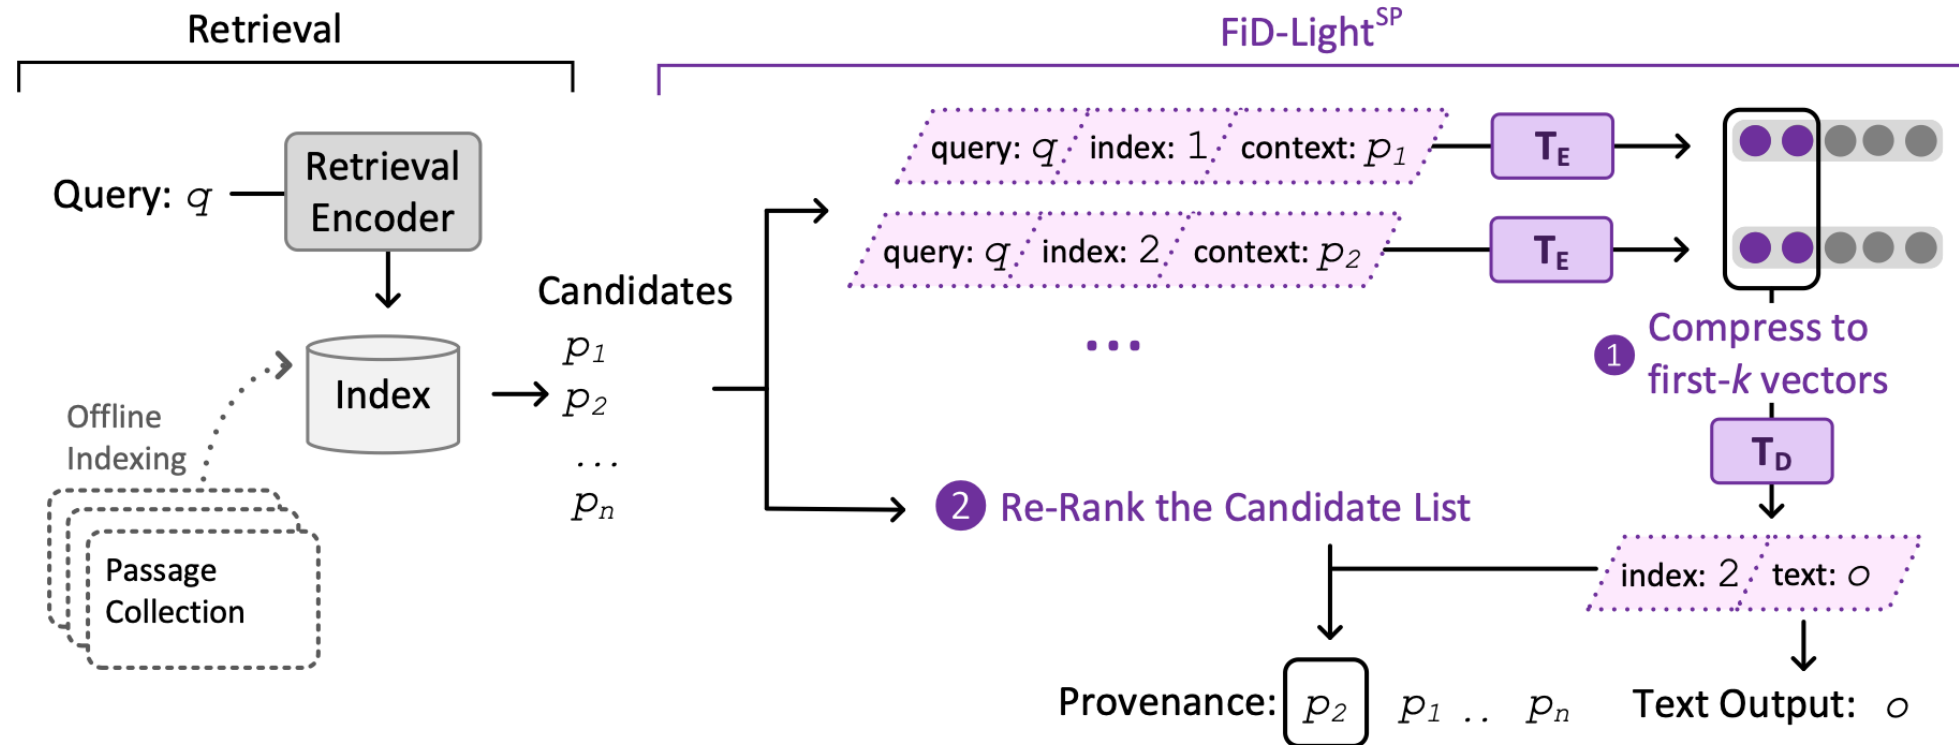 Retrieval
FiD-Light^SP
Query: q
Retrieval
Encoder
Index
Offline
Indexing
Passage
Collection
Candidates
p1
p2
...
pn
query: q index: 1 context: p1
T_E
query: q index: 2 context: p2
T_E
...
1 Compress to
first-k vectors
T_D
2 Re-Rank the Candidate List
index: 2 text: o
Provenance: p2 p1 .. pn
Text Output: o